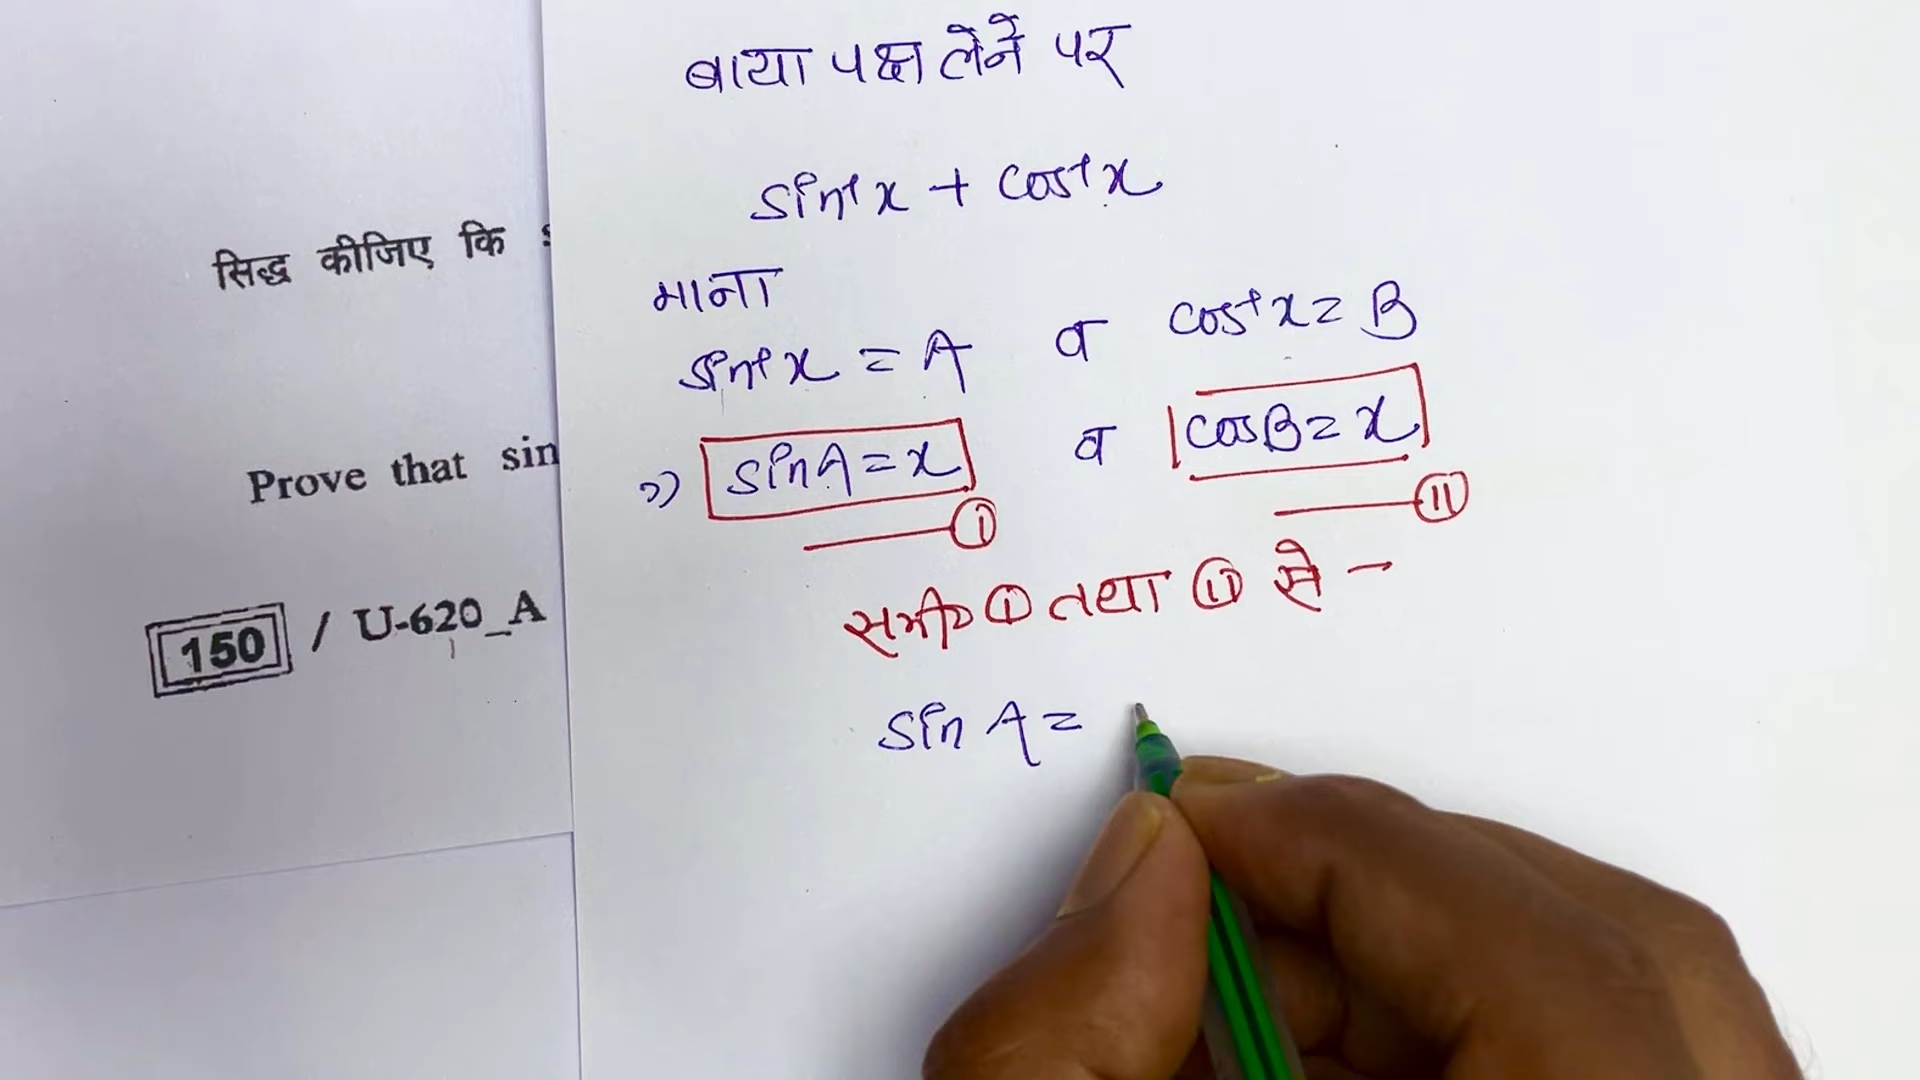 बाया पक्ष लेने पर
sin⁻¹x + cos⁻¹x
माना
sin⁻¹x = A व cos⁻¹x = B
⇒ sinA = x व cosB = x
① ⑪
समी० ① तथा ⑪ से -
sin A =
सिद्ध कीजिए कि
Prove that sin
150 / U-620_A